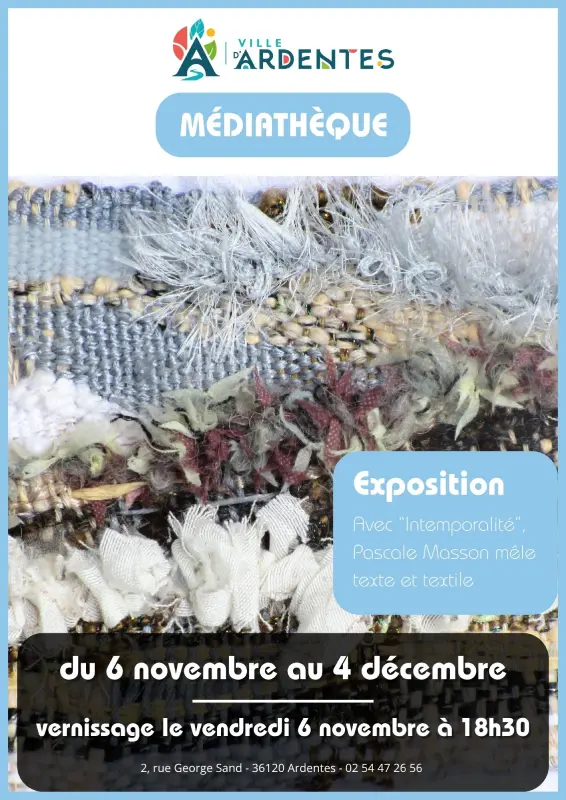 VILLE
D'ARDENTES
MÉDIATHÈQUE
Exposition
Avec "Intemporalité",
Pascale Masson mêle
texte et textile
du 6 novembre au 4 décembre
vernissage le vendredi 6 novembre à 18h30
2, rue George Sand - 36120 Ardentes - 02 54 47 26 56